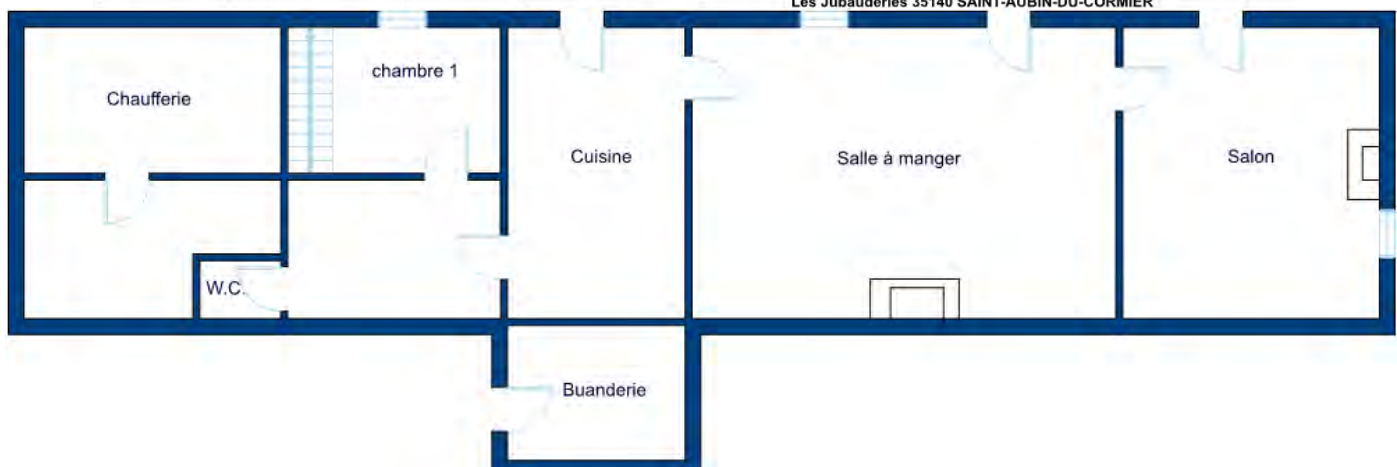 Les Jubauderies 35140 SAINT-AUBIN-DU-CORMIER
chambre 1
Chaufferie
Cuisine
Salle à manger
Salon
W.C.
Buanderie